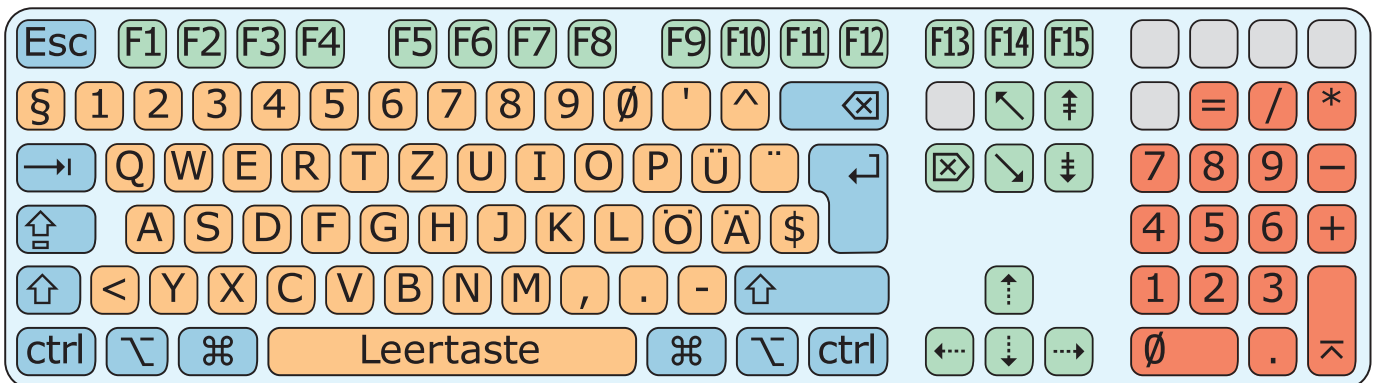 Esc F1 F2 F3 F4 F5 F6 F7 F8 F9 F10 F11 F12 F13 F14 F15
§ 1 2 3 4 5 6 7 8 9 Ø ' ^ ⌫ ↖ ⇞ = / *
⇥ Q W E R T Z U I O P Ü ¨ ↵ ⌦ ↘ ⇟ 7 8 9 −
⇪ A S D F G H J K L Ö Ä $ 4 5 6 +
⇧ < Y X C V B N M , . - ⇧ ⇡ 1 2 3
ctrl ⌥ ⌘ Leertaste ⌘ ⌥ ctrl ⇠ ⇣ ⇢ Ø . ⌅